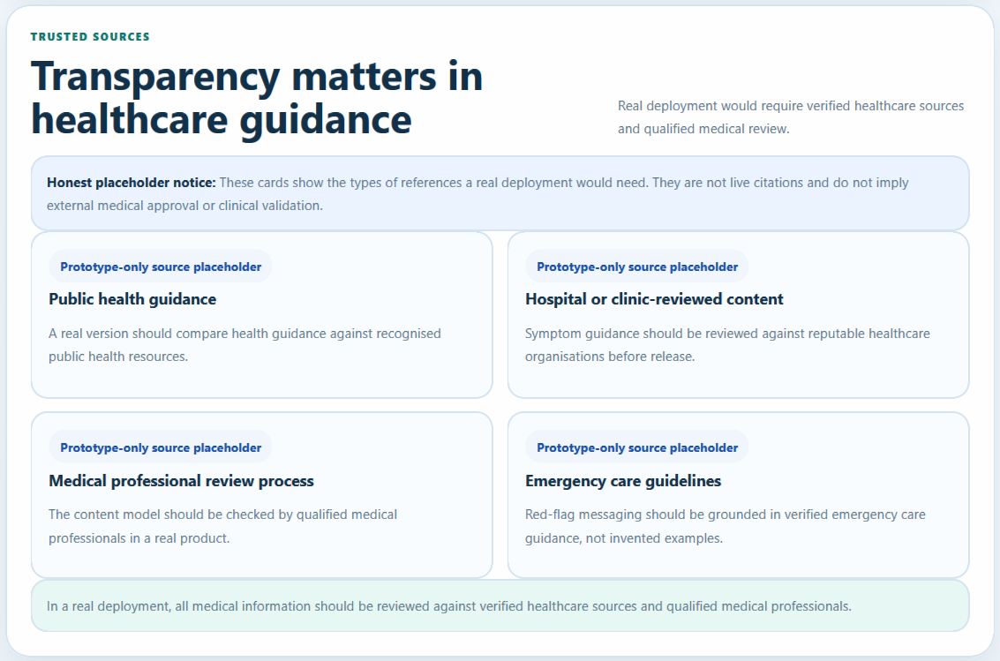 TRUSTED SOURCES
Transparency matters in
healthcare guidance
Real deployment would require verified healthcare sources
and qualified medical review.
Honest placeholder notice: These cards show the types of references a real deployment would need. They are not live citations and do not imply
external medical approval or clinical validation.
Prototype-only source placeholder
Public health guidance
A real version should compare health guidance against recognised
public health resources.
Prototype-only source placeholder
Hospital or clinic-reviewed content
Symptom guidance should be reviewed against reputable healthcare
organisations before release.
Prototype-only source placeholder
Medical professional review process
The content model should be checked by qualified medical
professionals in a real product.
Prototype-only source placeholder
Emergency care guidelines
Red-flag messaging should be grounded in verified emergency care
guidance, not invented examples.
In a real deployment, all medical information should be reviewed against verified healthcare sources and qualified medical professionals.